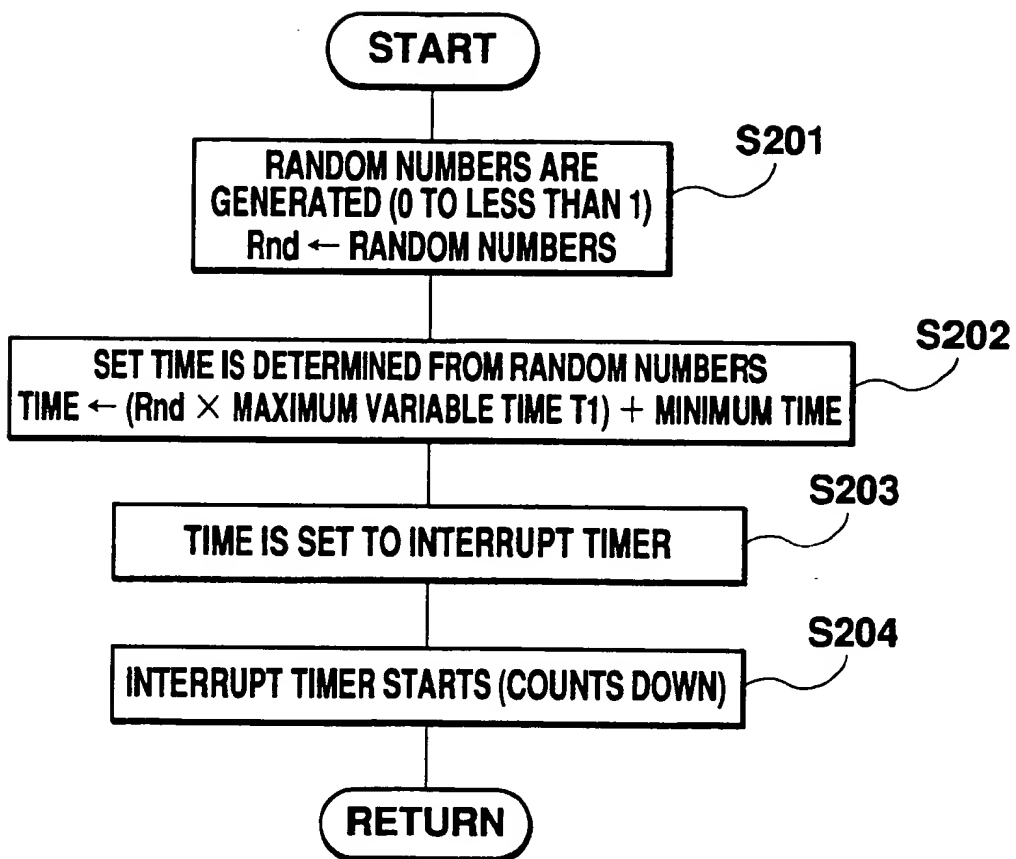 START
S201
RANDOM NUMBERS ARE
GENERATED (0 TO LESS THAN 1)
Rnd ← RANDOM NUMBERS
S202
SET TIME IS DETERMINED FROM RANDOM NUMBERS
TIME ← (Rnd × MAXIMUM VARIABLE TIME T1) + MINIMUM TIME
S203
TIME IS SET TO INTERRUPT TIMER
S204
INTERRUPT TIMER STARTS (COUNTS DOWN)
RETURN